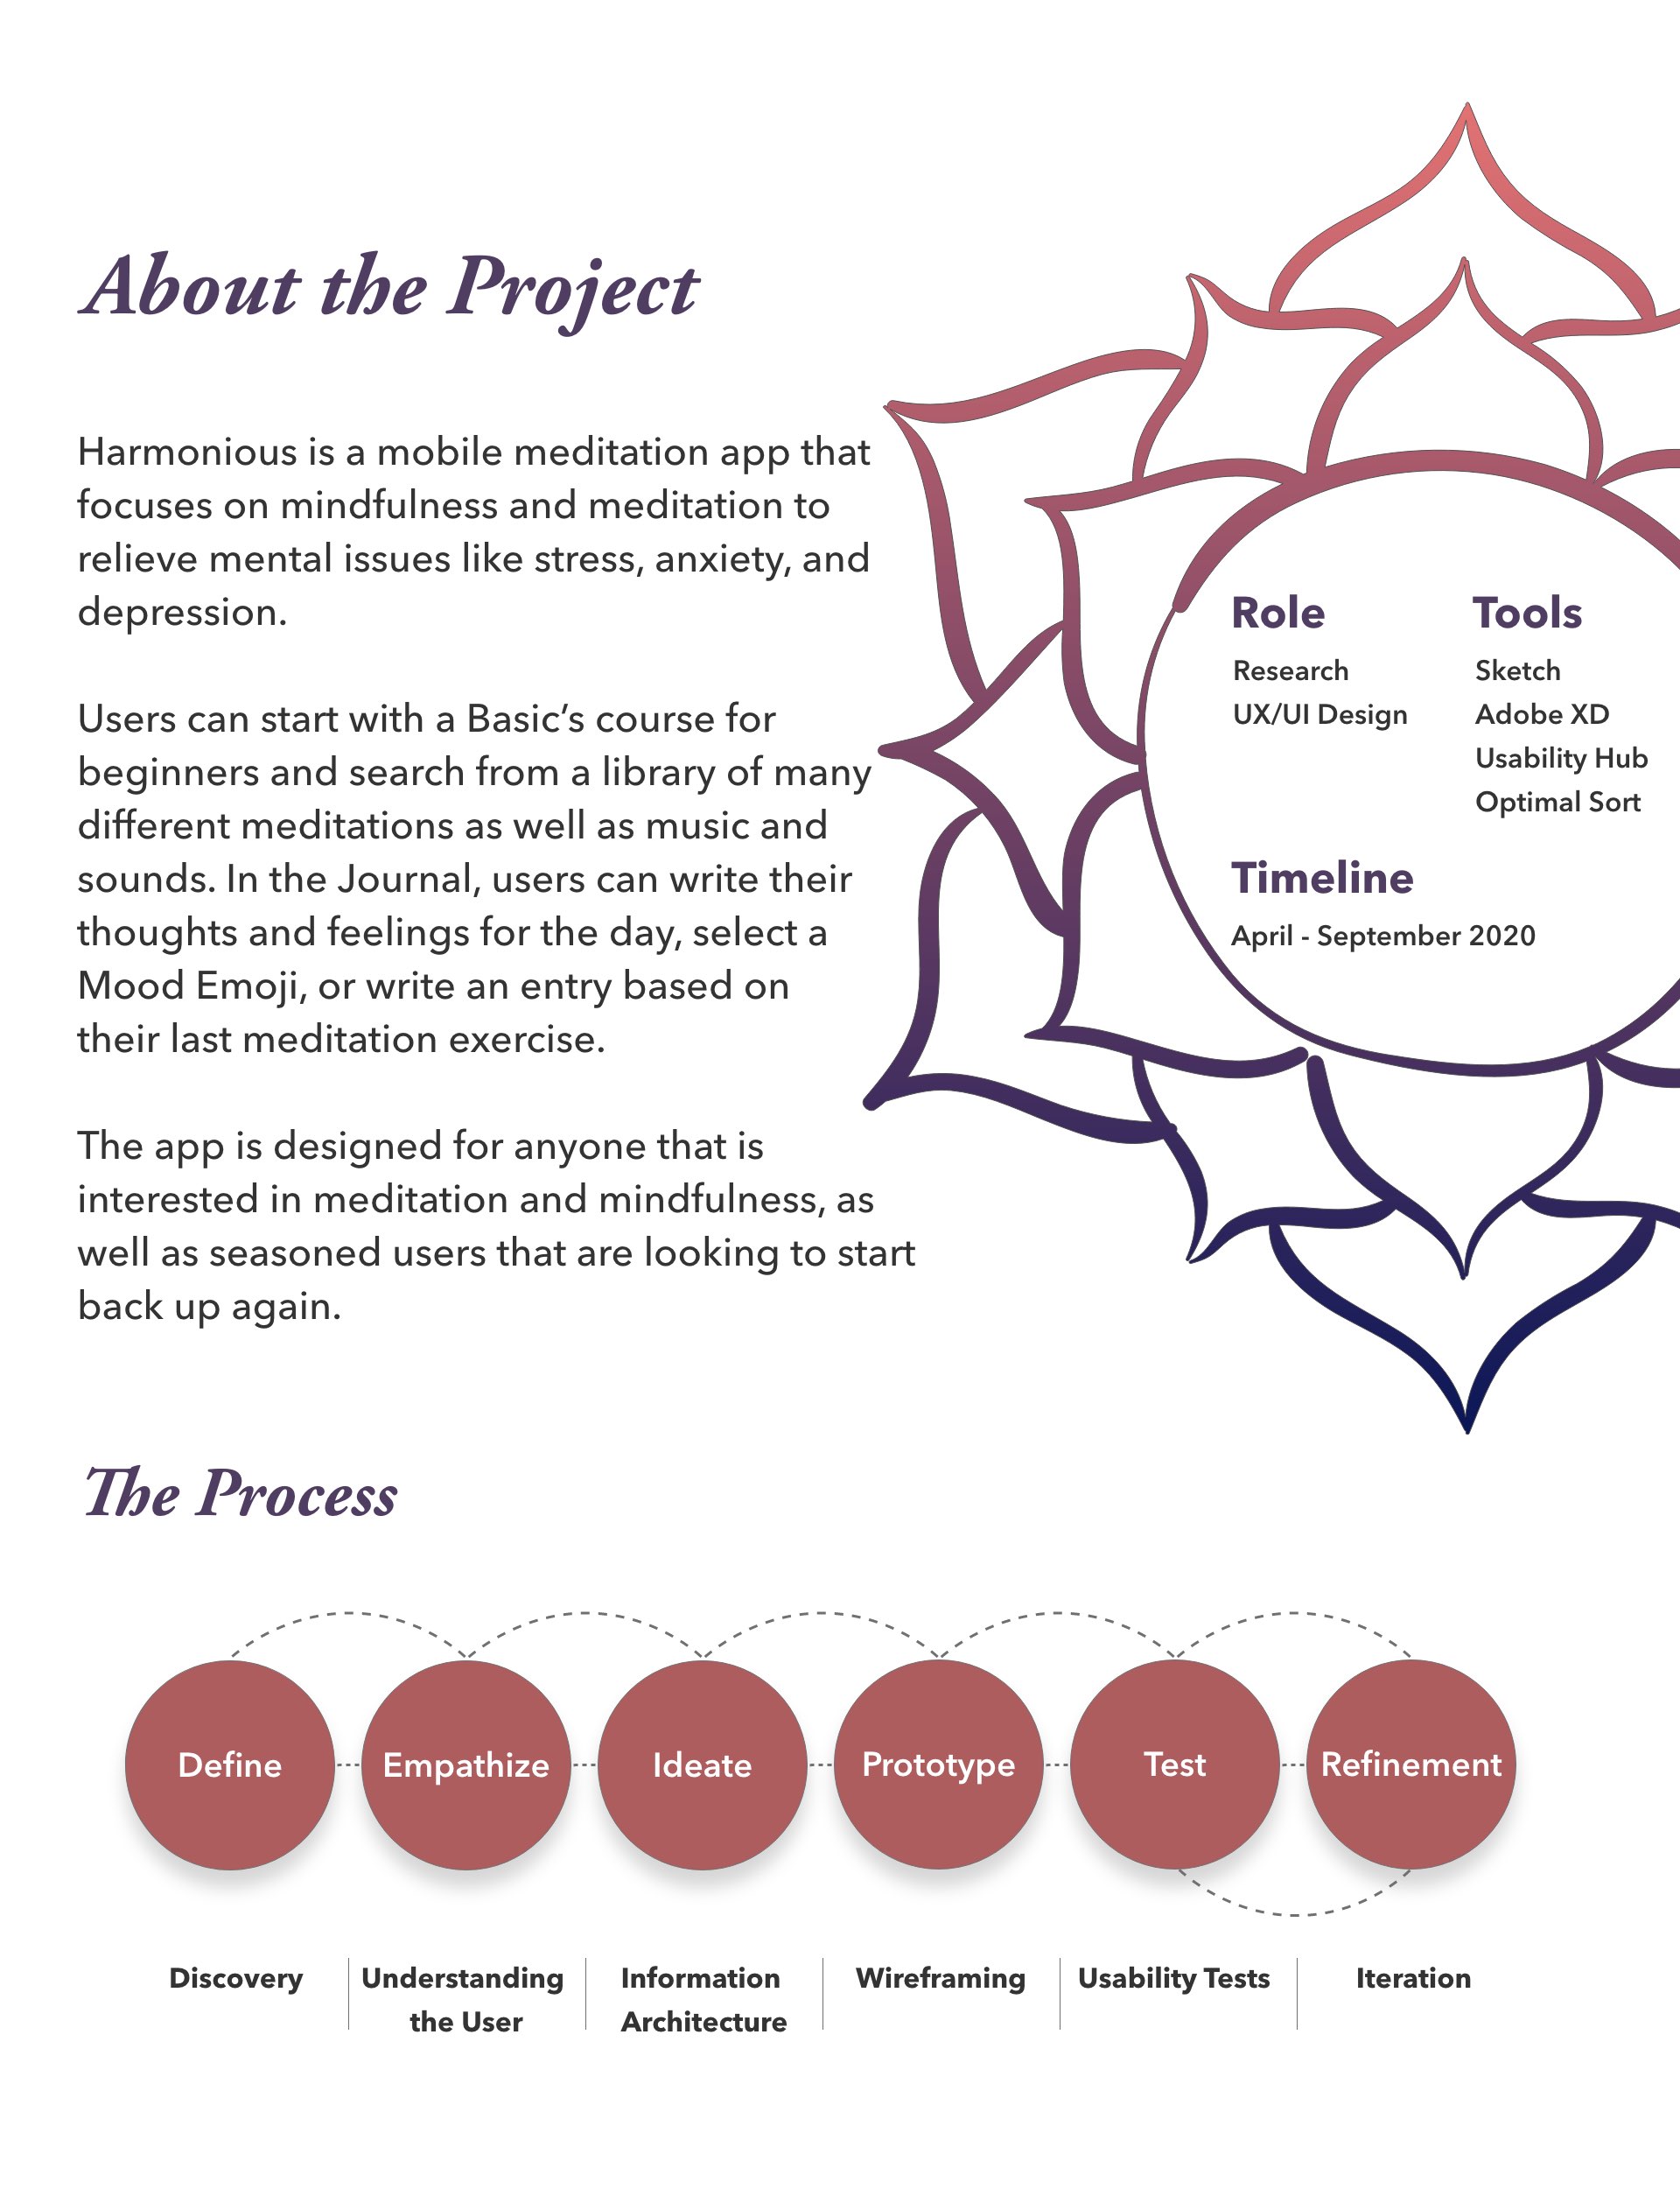 About the Project
Harmonious is a mobile meditation app that
focuses on mindfulness and meditation to
relieve mental issues like stress, anxiety, and
depression.
Users can start with a Basic’s course for
beginners and search from a library of many
different meditations as well as music and
sounds. In the Journal, users can write their
thoughts and feelings for the day, select a
Mood Emoji, or write an entry based on
their last meditation exercise.
The app is designed for anyone that is
interested in meditation and mindfulness, as
well as seasoned users that are looking to start
back up again.
Role
Research
UX/UI Design
Tools
Sketch
Adobe XD
Usability Hub
Optimal Sort
Timeline
April - September 2020
The Process
Define
Empathize
Ideate
Prototype
Test
Refinement
Discovery
Understanding
the User
Information
Architecture
Wireframing
Usability Tests
Iteration